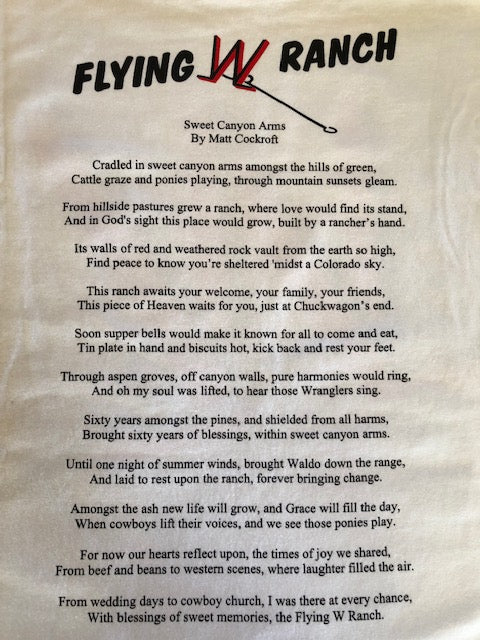 FLYING W RANCH
Sweet Canyon Arms
By Matt Cockroft
Cradled in sweet canyon arms amongst the hills of green,
Cattle graze and ponies playing, through mountain sunsets gleam.
From hillside pastures grew a ranch, where love would find its stand,
And in God's sight this place would grow, built by a rancher's hand.
Its walls of red and weathered rock vault from the earth so high,
Find peace to know you're sheltered 'midst a Colorado sky.
This ranch awaits your welcome, your family, your friends,
This piece of Heaven waits for you, just at Chuckwagon's end.
Soon supper bells would make it known for all to come and eat,
Tin plate in hand and biscuits hot, kick back and rest your feet.
Through aspen groves, off canyon walls, pure harmonies would ring,
And oh my soul was lifted, to hear those Wranglers sing.
Sixty years amongst the pines, and shielded from all harms,
Brought sixty years of blessings, within sweet canyon arms.
Until one night of summer winds, brought Waldo down the range,
And laid to rest upon the ranch, forever bringing change.
Amongst the ash new life will grow, and Grace will fill the day,
When cowboys lift their voices, and we see those ponies play.
For now our hearts reflect upon, the times of joy we shared,
From beef and beans to western scenes, where laughter filled the air.
From wedding days to cowboy church, I was there at every chance,
With blessings of sweet memories, the Flying W Ranch.